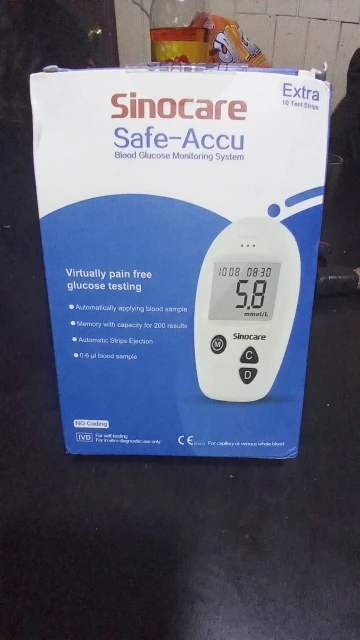 Sinocare
Extra
10 Test Strips
Safe-Accu
Blood Glucose Monitoring System
Virtually pain free
glucose testing
Automatically applying blood sample
Memory with capacity for 200 results
Automatic Strips Ejection
0.6 µl blood sample
10 08 08:30
5.8
mmol/L
Sinocare
M
C
D
NO Coding
IVD
For self-testing
For in vitro diagnostic use only
CE
For capillary or venous whole blood